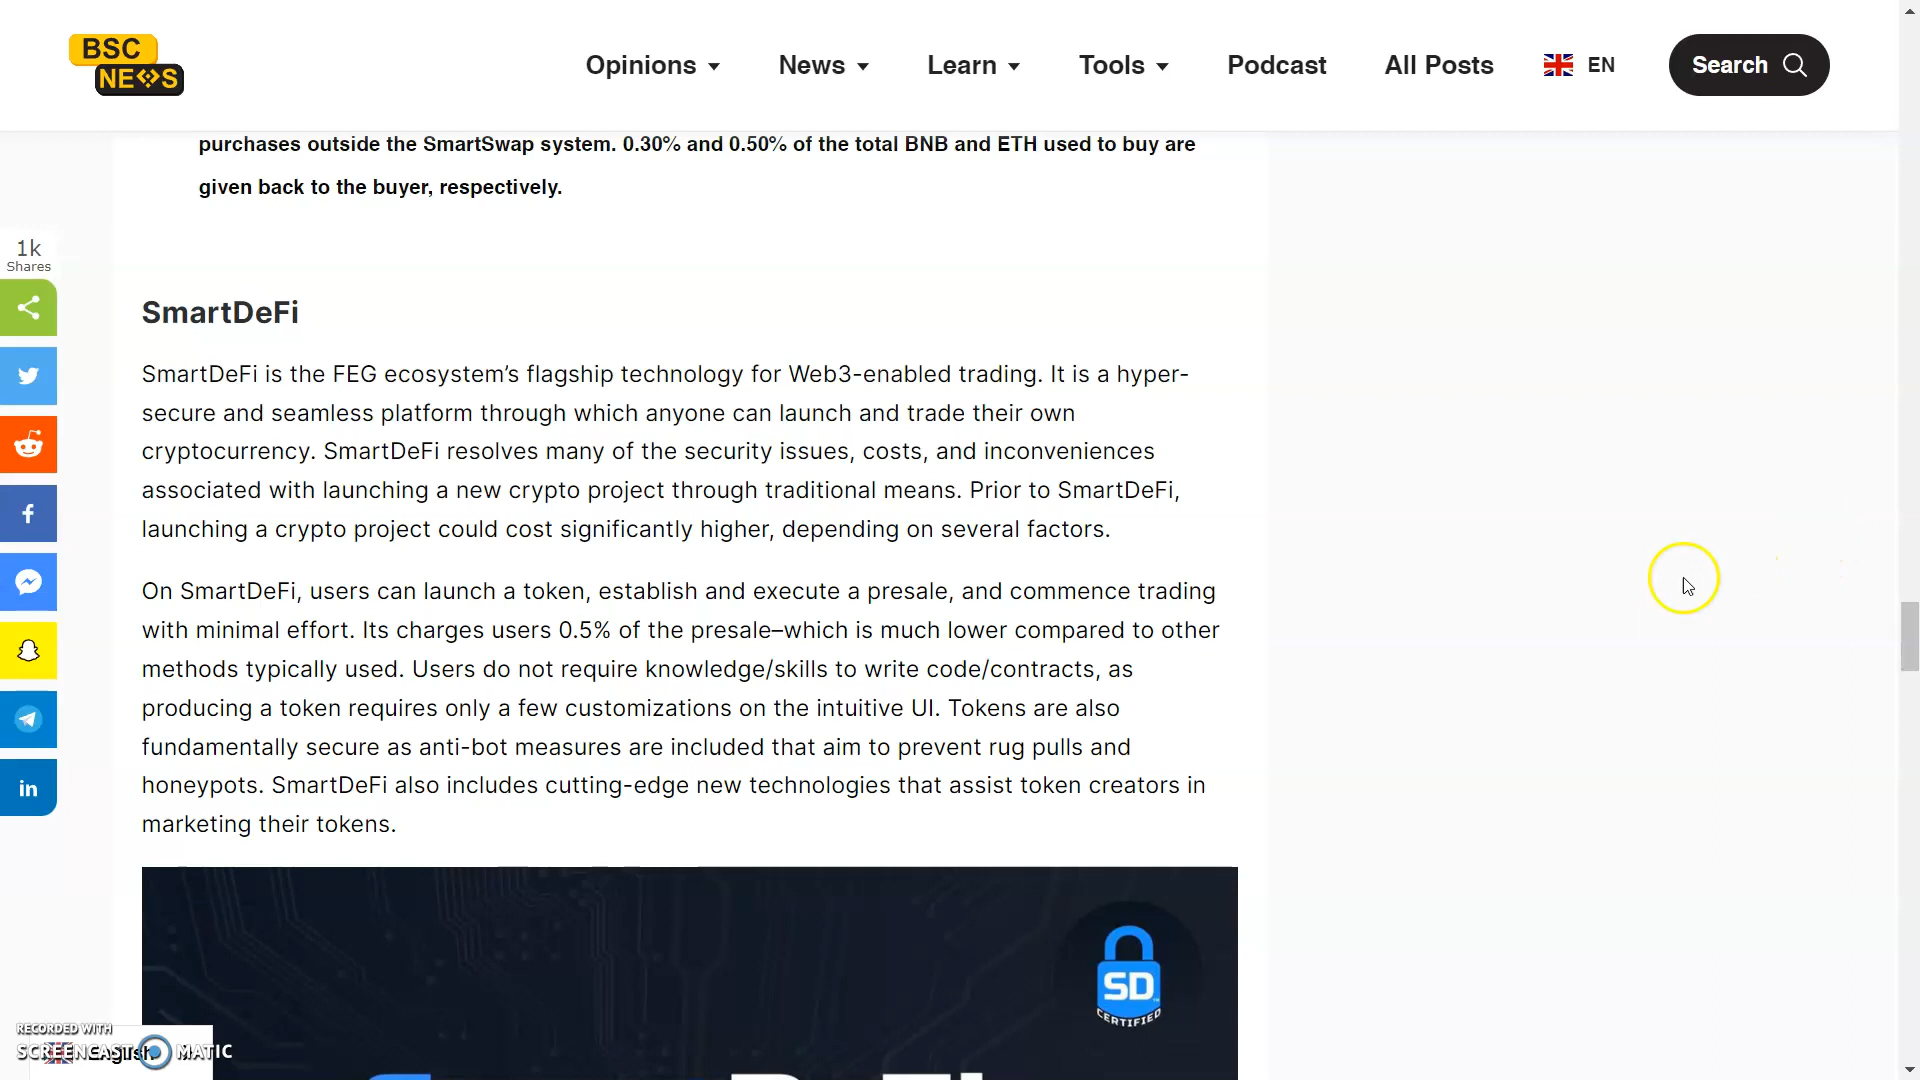 BSC
NEWS
Opinions
News
Learn
Tools
Podcast
All Posts
EN
Search
purchases outside the SmartSwap system. 0.30% and 0.50% of the total BNB and ETH used to buy are
given back to the buyer, respectively.
1k
Shares
SmartDeFi
SmartDeFi is the FEG ecosystem’s flagship technology for Web3-enabled trading. It is a hyper-
secure and seamless platform through which anyone can launch and trade their own
cryptocurrency. SmartDeFi resolves many of the security issues, costs, and inconveniences
associated with launching a new crypto project through traditional means. Prior to SmartDeFi,
launching a crypto project could cost significantly higher, depending on several factors.
On SmartDeFi, users can launch a token, establish and execute a presale, and commence trading
with minimal effort. Its charges users 0.5% of the presale–which is much lower compared to other
methods typically used. Users do not require knowledge/skills to write code/contracts, as
producing a token requires only a few customizations on the intuitive UI. Tokens are also
fundamentally secure as anti-bot measures are included that aim to prevent rug pulls and
honeypots. SmartDeFi also includes cutting-edge new technologies that assist token creators in
marketing their tokens.
SD
CERTIFIED
RECORDED WITH
SCREENCAST MATIC
English